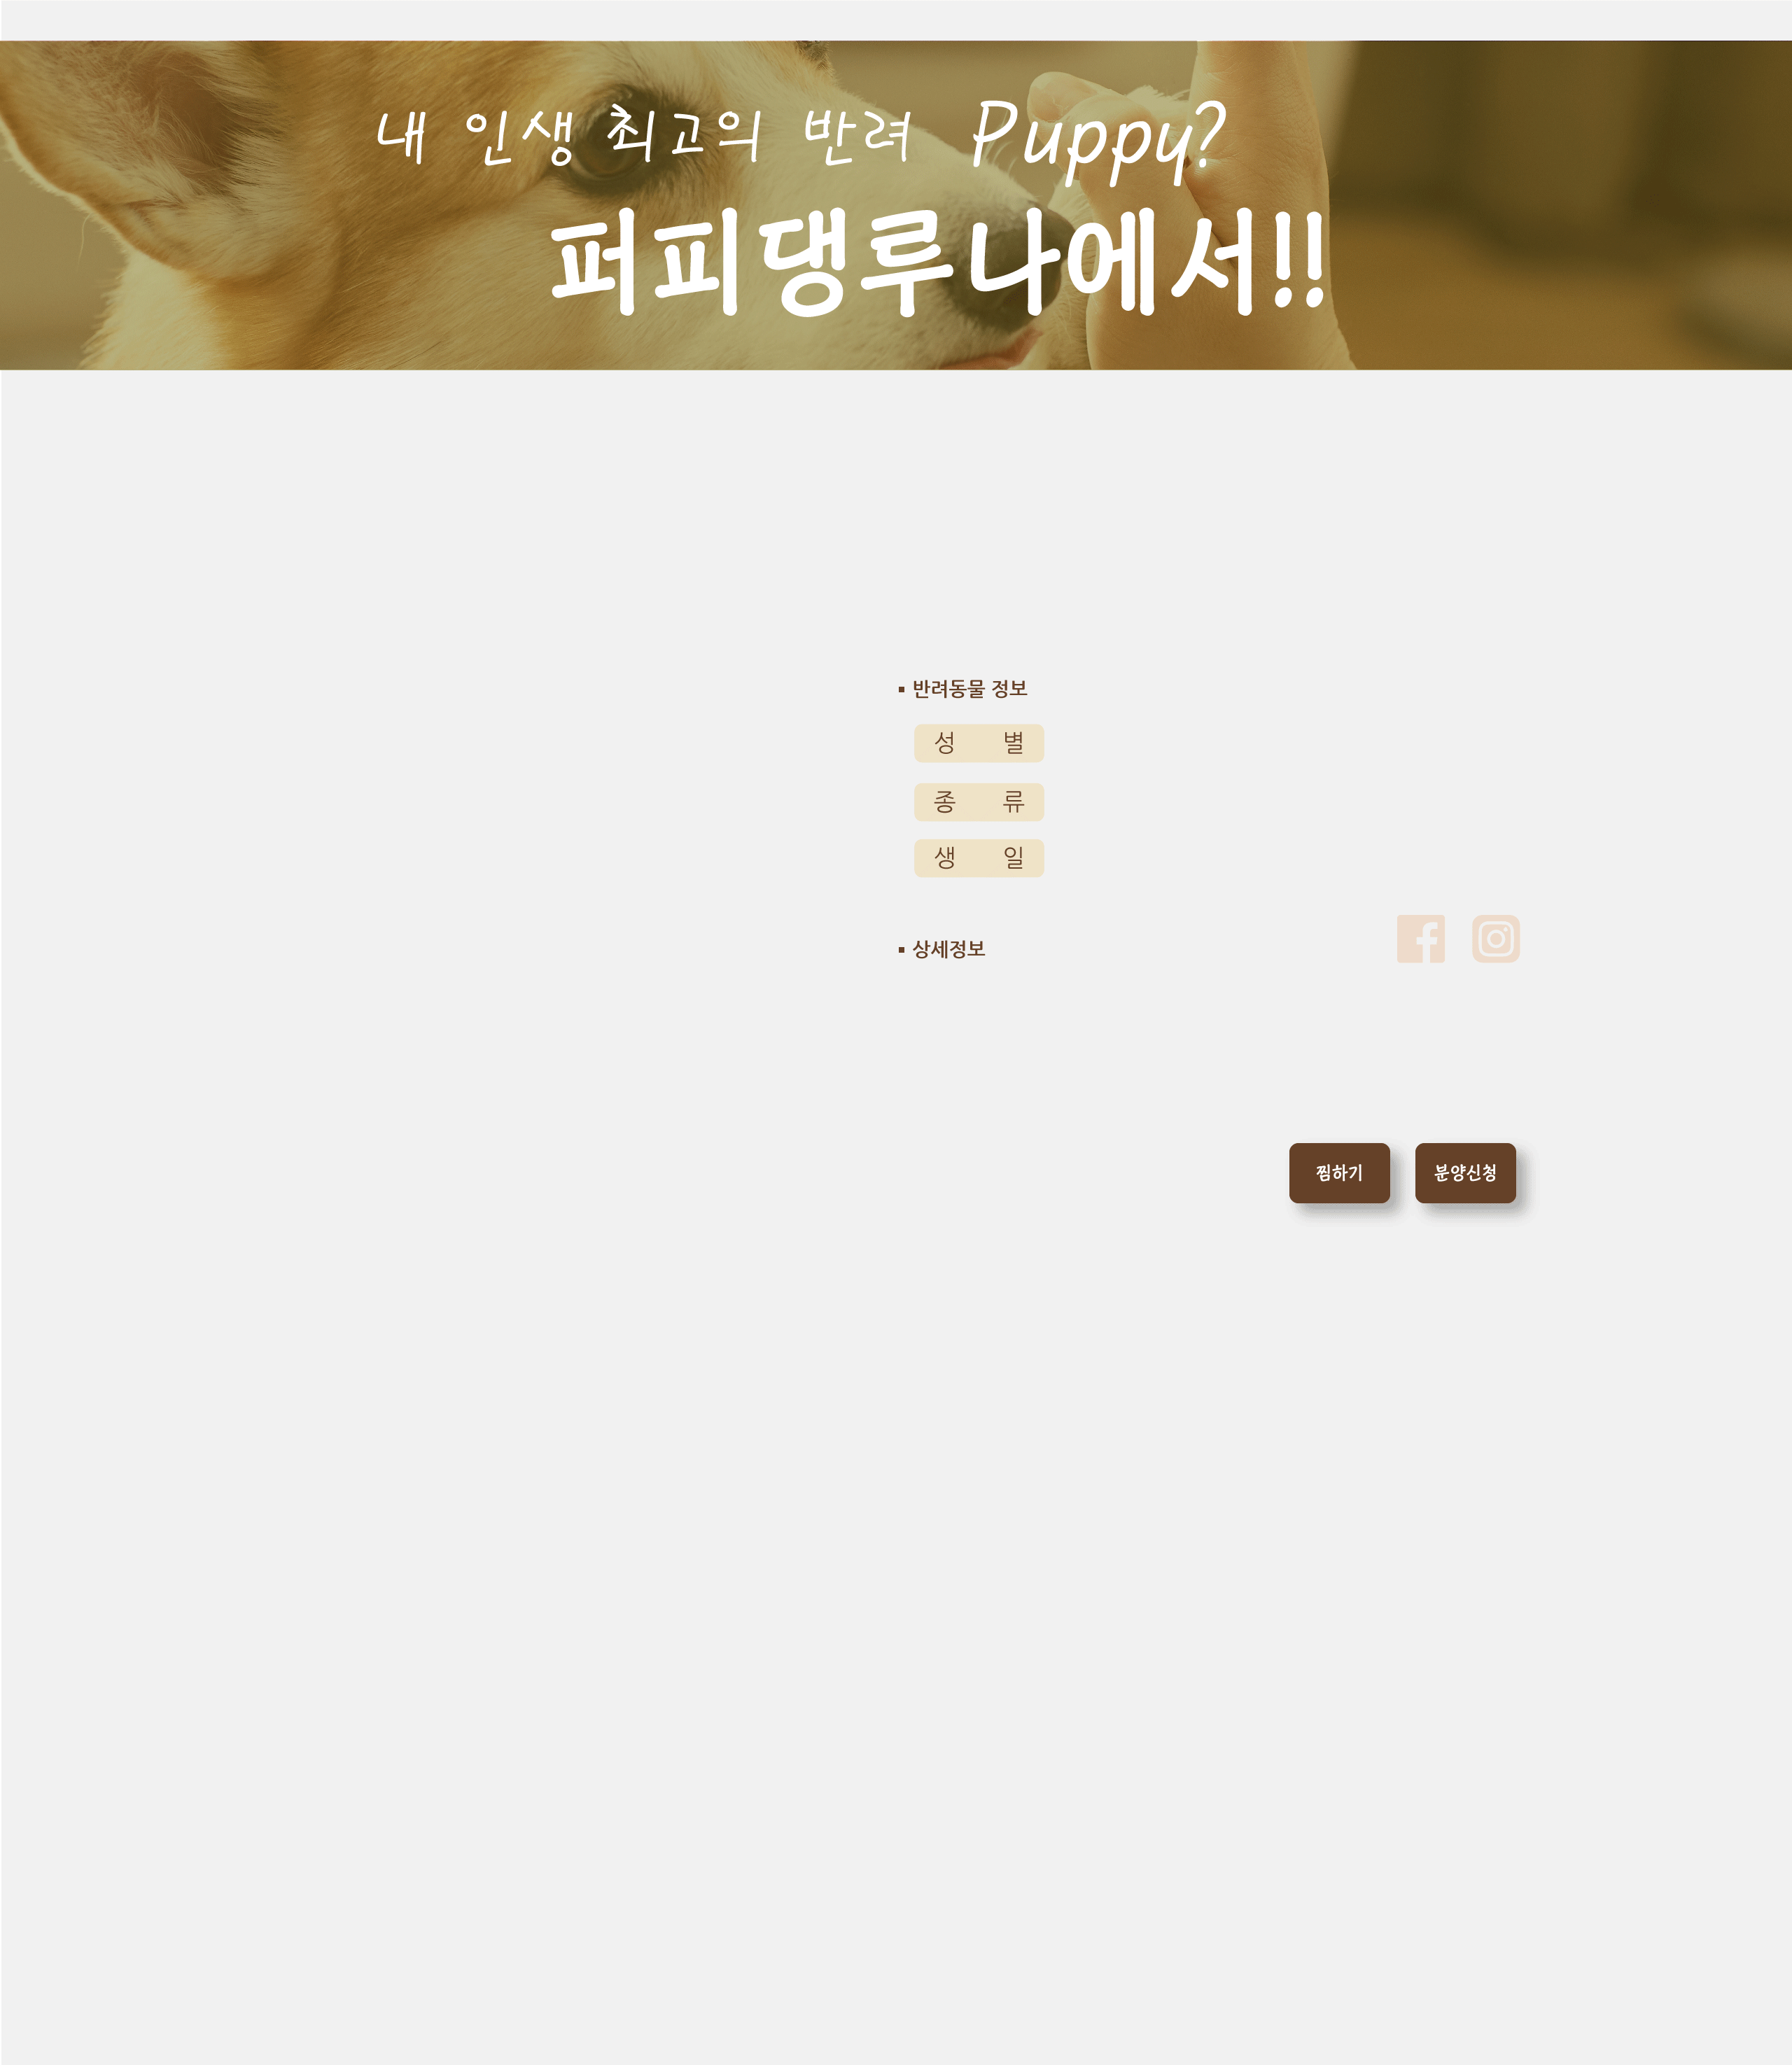 내 인생 최고의 반려 Puppy?
퍼피댕루나에서!!
반려동물 정보
성 별
종 류
생 일
상세정보
찜하기 분양신청